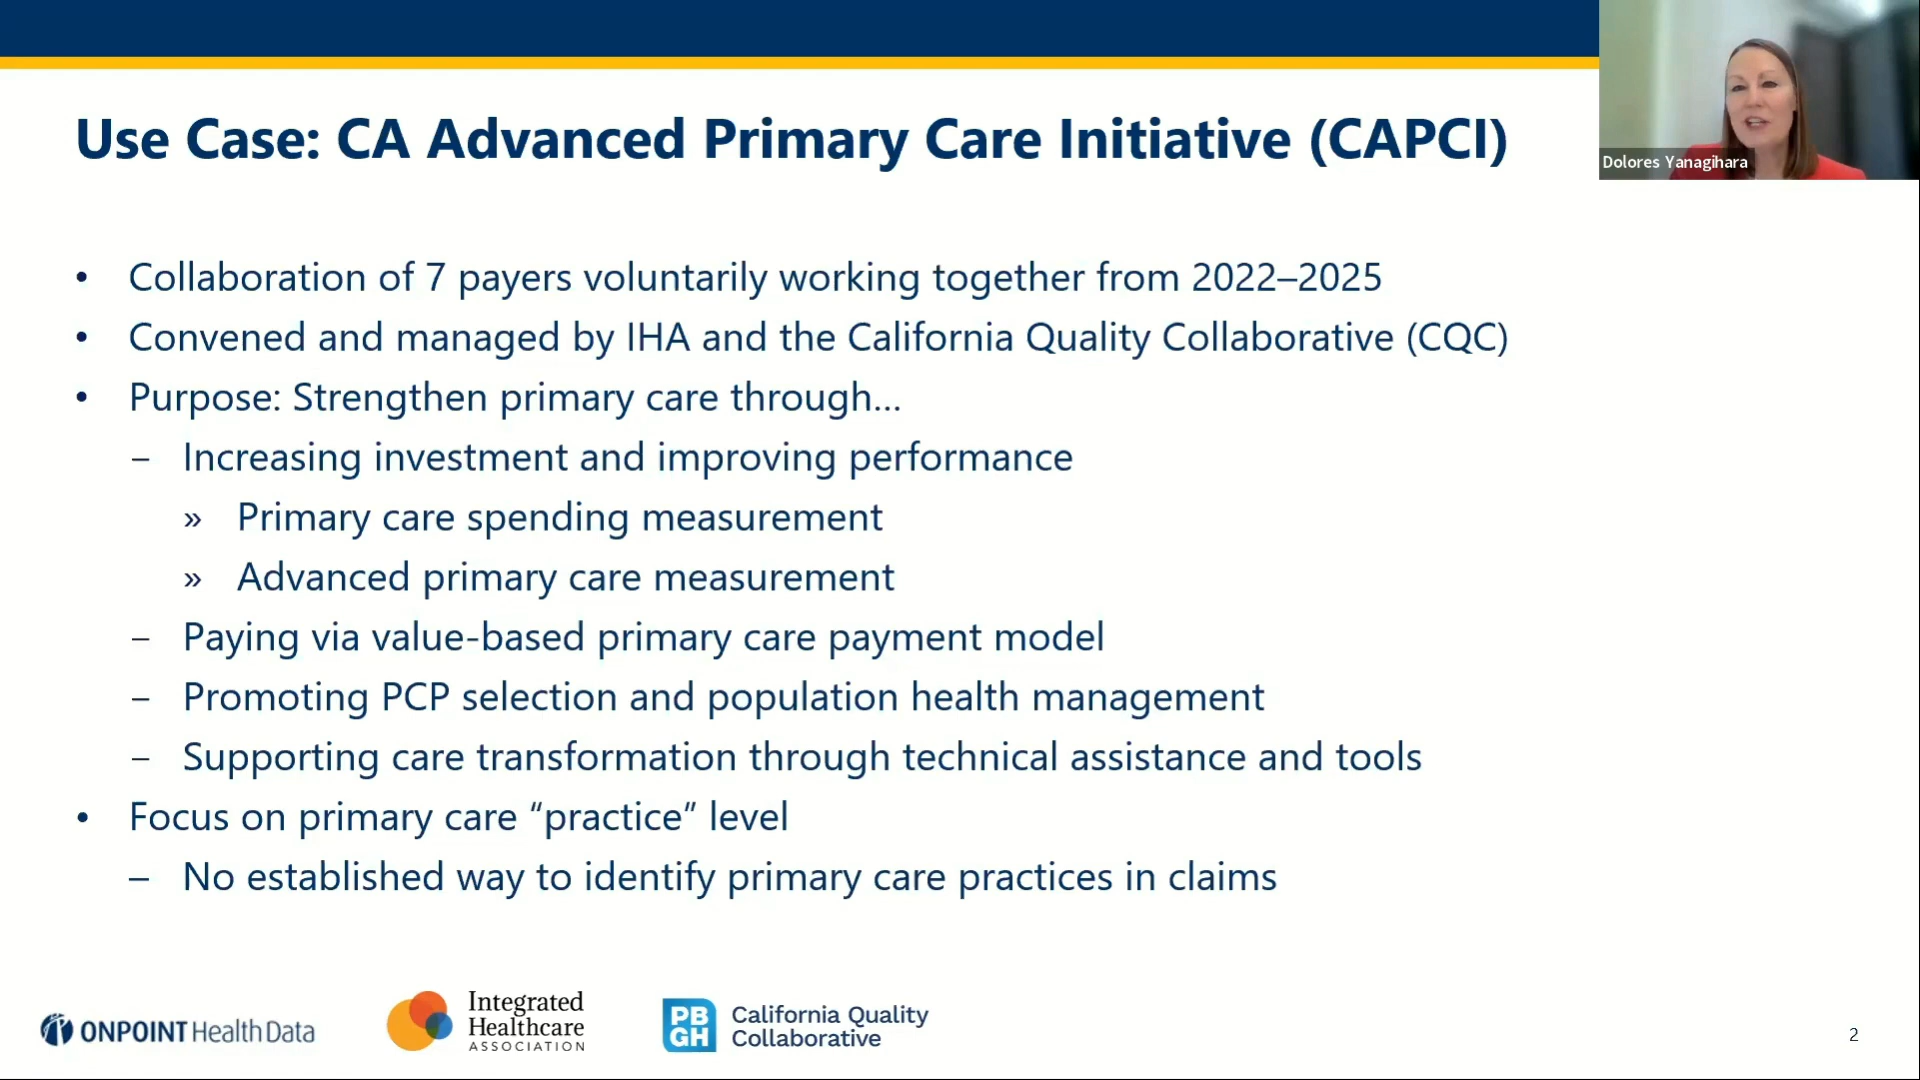 Use Case: CA Advanced Primary Care Initiative (CAPCI)
Dolores Yanagihara
• Collaboration of 7 payers voluntarily working together from 2022–2025
• Convened and managed by IHA and the California Quality Collaborative (CQC)
• Purpose: Strengthen primary care through…
– Increasing investment and improving performance
» Primary care spending measurement
» Advanced primary care measurement
– Paying via value-based primary care payment model
– Promoting PCP selection and population health management
– Supporting care transformation through technical assistance and tools
• Focus on primary care “practice” level
– No established way to identify primary care practices in claims
ONPOINT Health Data
Integrated
Healthcare
ASSOCIATION
PB
GH
California Quality
Collaborative
2